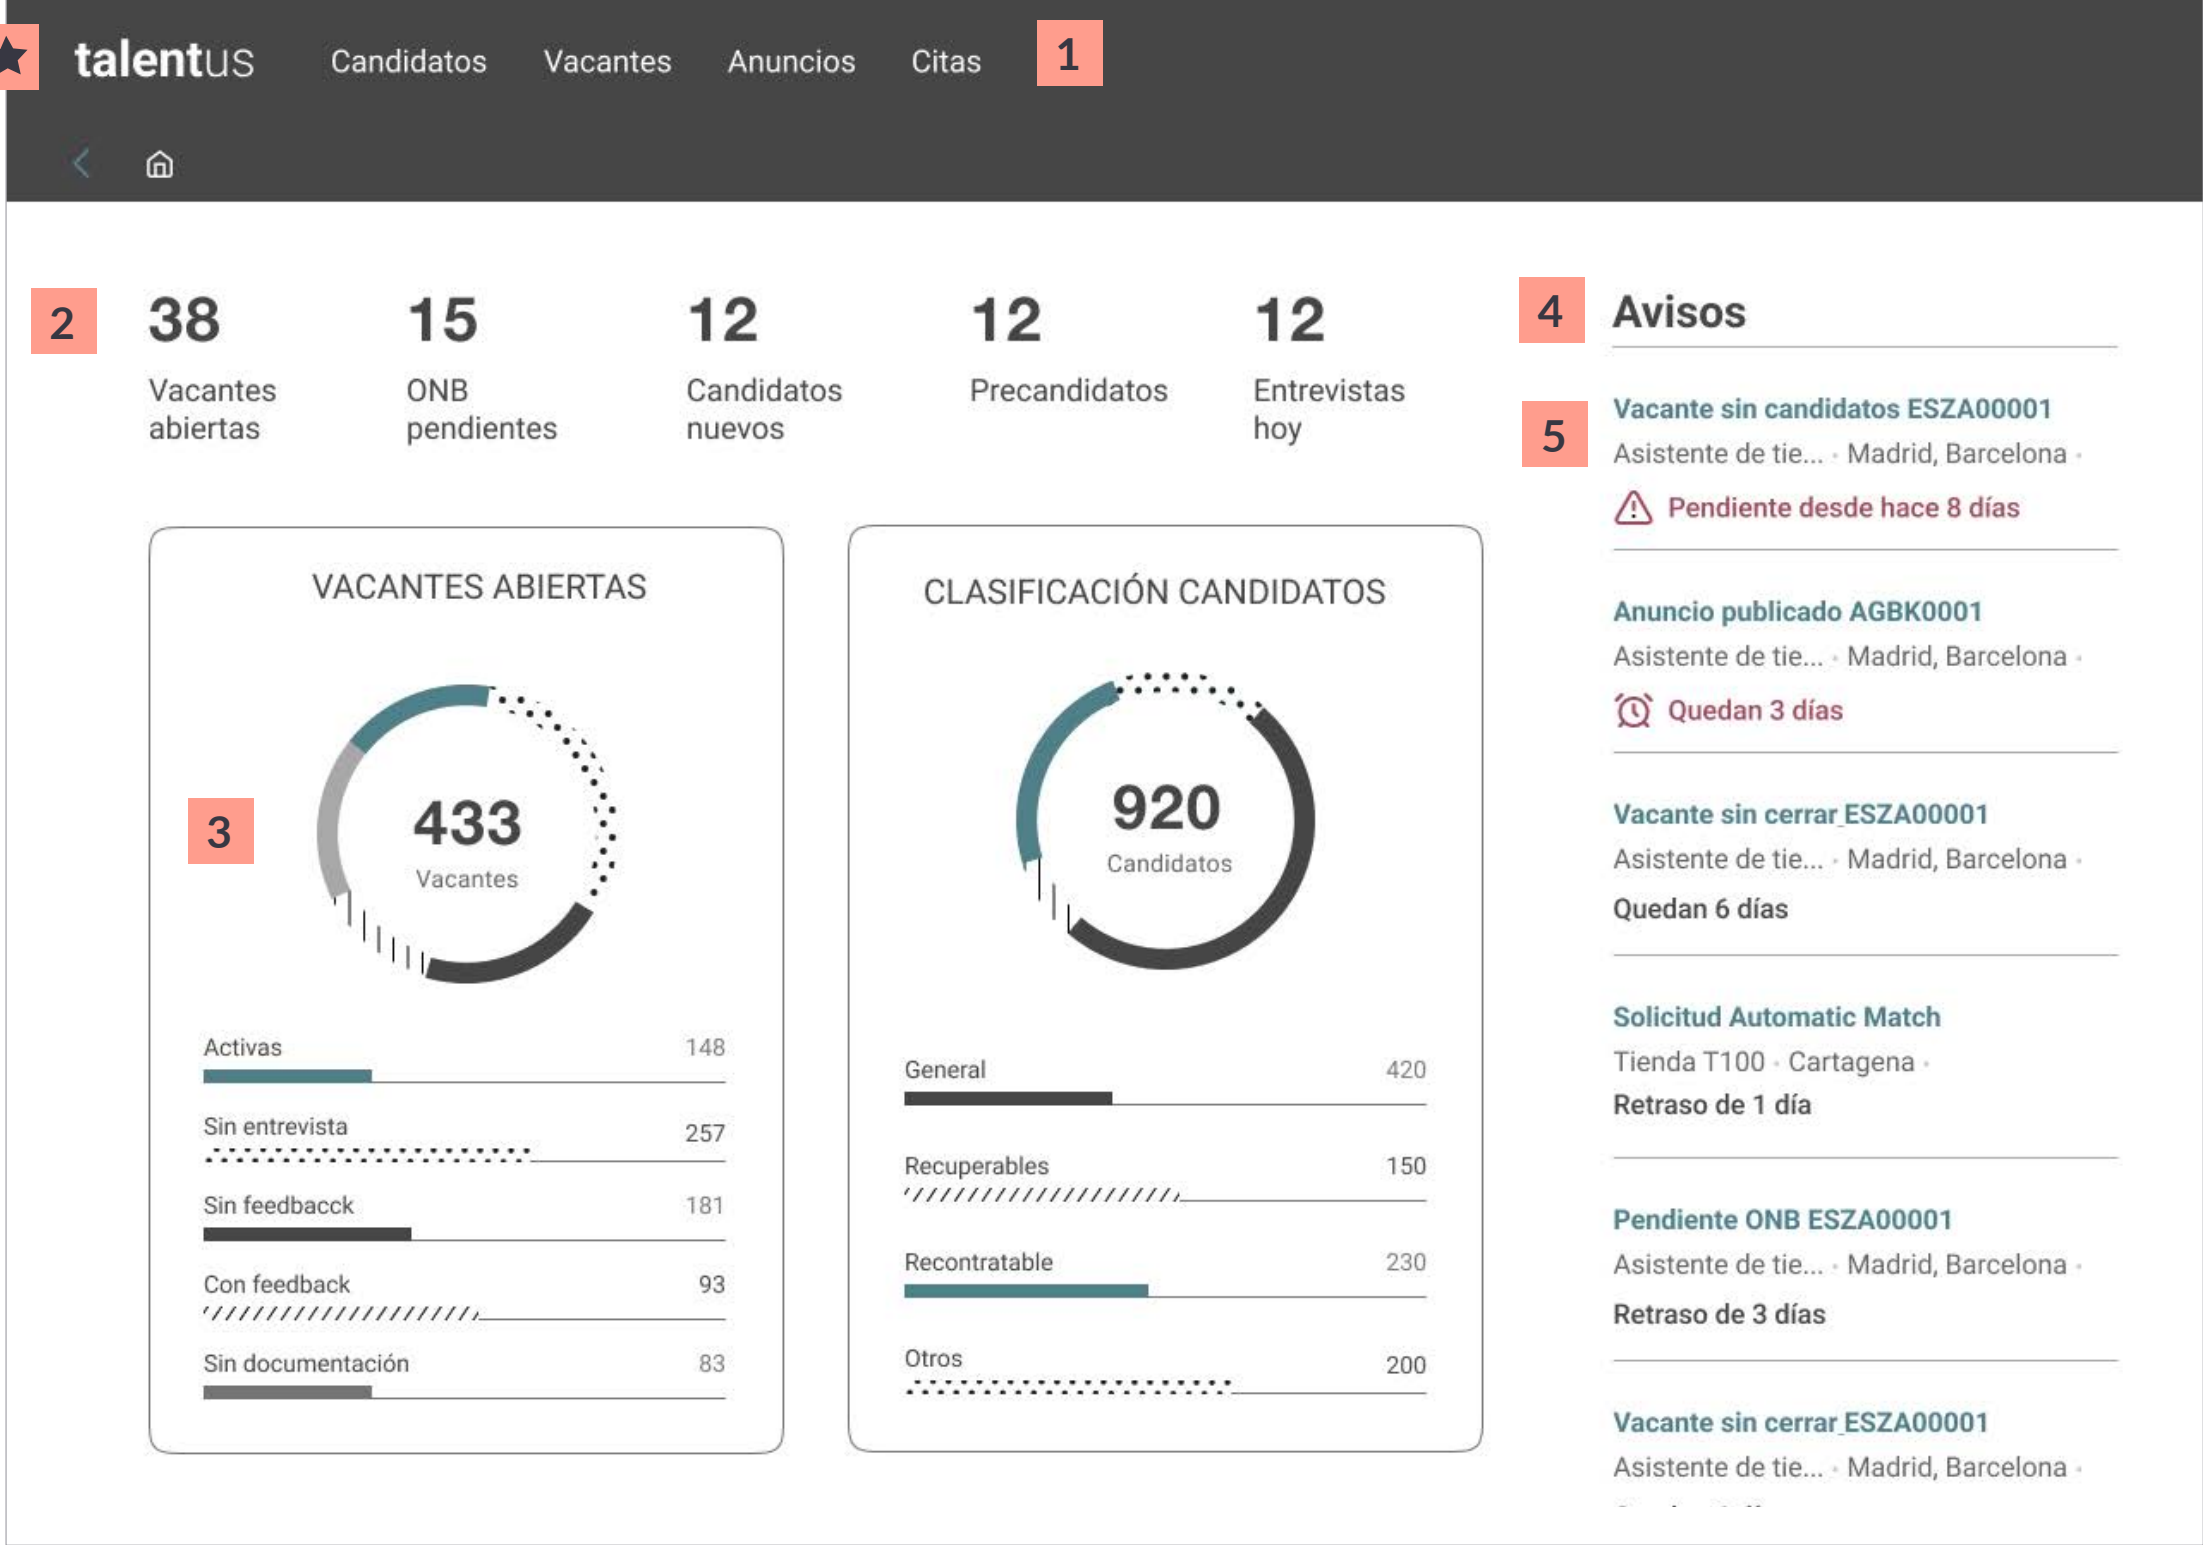 talentus Candidatos Vacantes Anuncios Citas 1
2
38 15 12 12 12
Vacantes abiertas
ONB pendientes
Candidatos nuevos
Precandidatos
Entrevistas hoy
VACANTES ABIERTAS
3
433
Vacantes
Activas 148
Sin entrevista 257
Sin feedbacck 181
Con feedback 93
Sin documentación 83
CLASIFICACIÓN CANDIDATOS
920
Candidatos
General 420
Recuperables 150
Recontratable 230
Otros 200
4 Avisos
5
Vacante sin candidatos ESZA00001
Asistente de tie... · Madrid, Barcelona ·
Pendiente desde hace 8 días
Anuncio publicado AGBK0001
Asistente de tie... · Madrid, Barcelona ·
Quedan 3 días
Vacante sin cerrar ESZA00001
Asistente de tie... · Madrid, Barcelona ·
Quedan 6 días
Solicitud Automatic Match
Tienda T100 · Cartagena ·
Retraso de 1 día
Pendiente ONB ESZA00001
Asistente de tie... · Madrid, Barcelona ·
Retraso de 3 días
Vacante sin cerrar ESZA00001
Asistente de tie... · Madrid, Barcelona ·